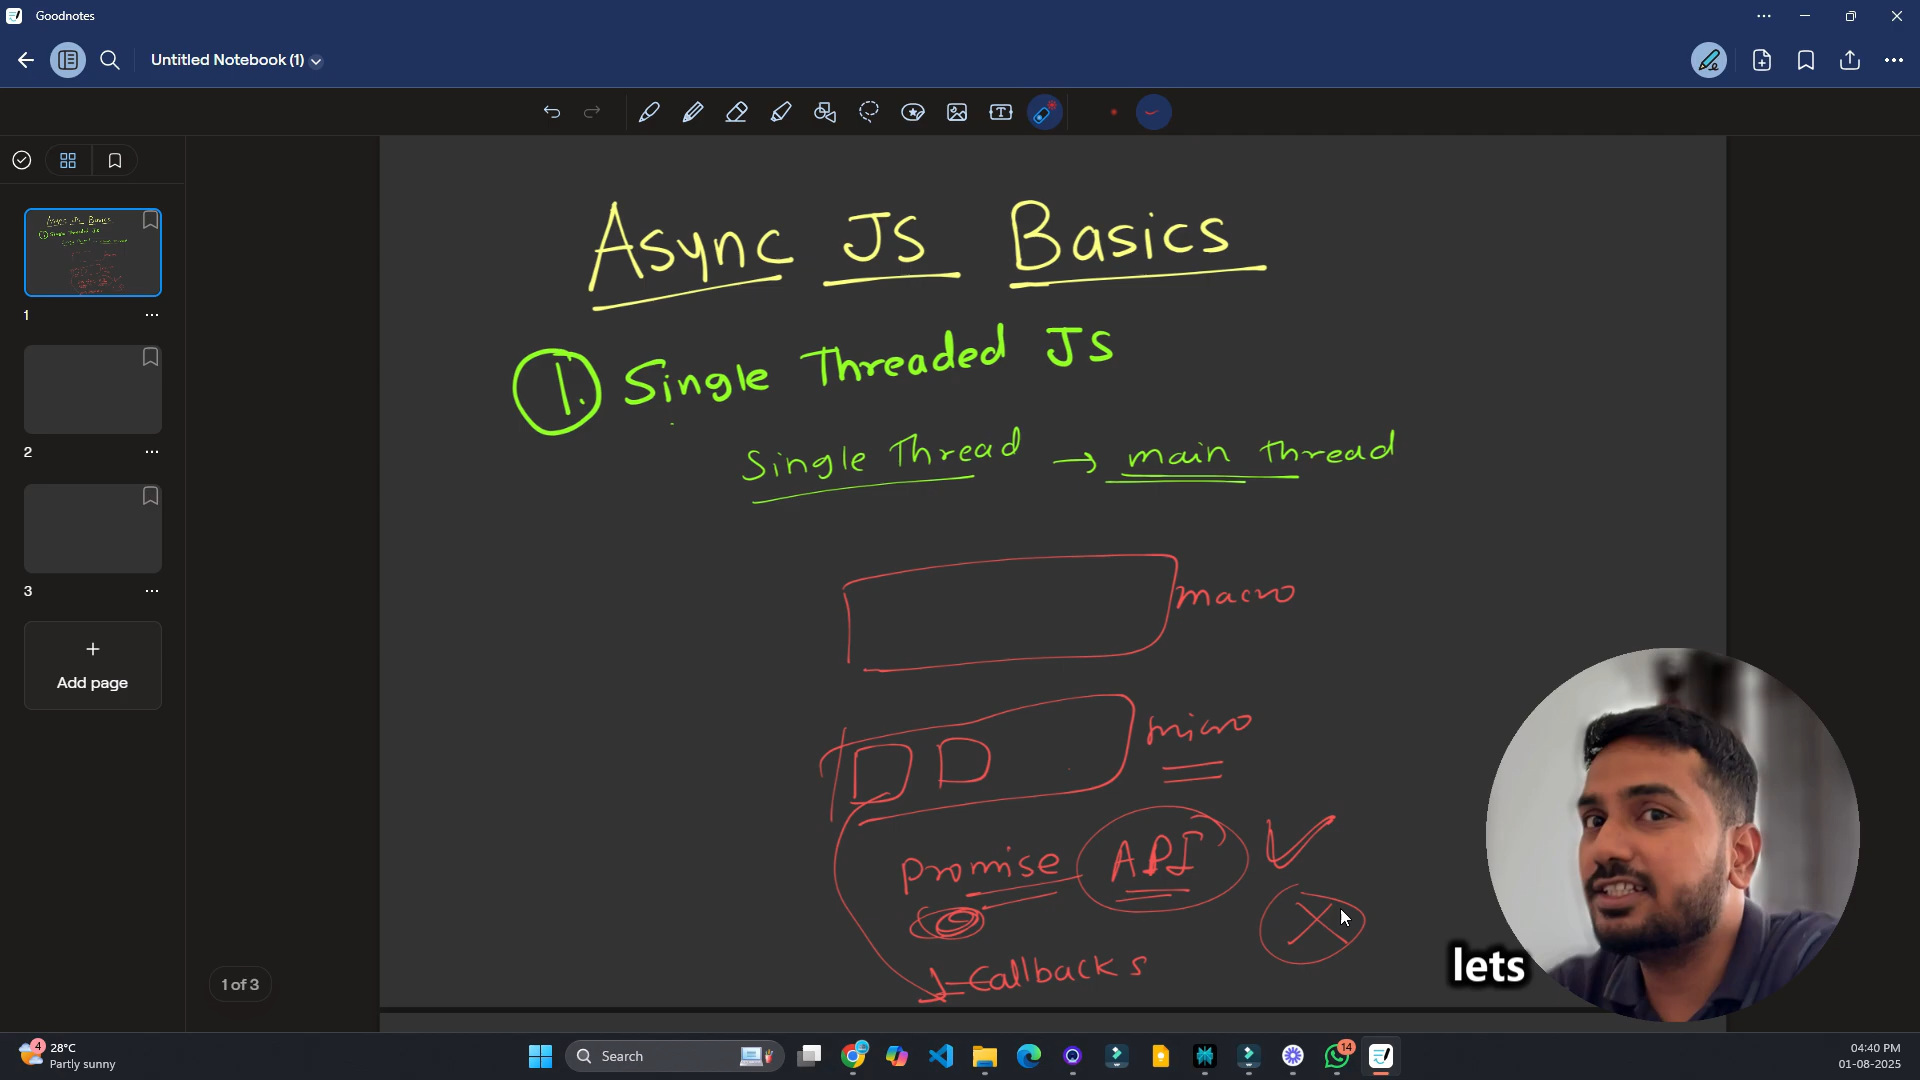 Goodnotes
Untitled Notebook (1)
Async JS Basics
1. Single Threaded JS
Single Thread → main thread
macro
micro
Promise API
Callbacks
lets
1
2
3
Add page
1 of 3
4
28°C
Partly sunny
Search
14
04:40 PM
01-08-2025